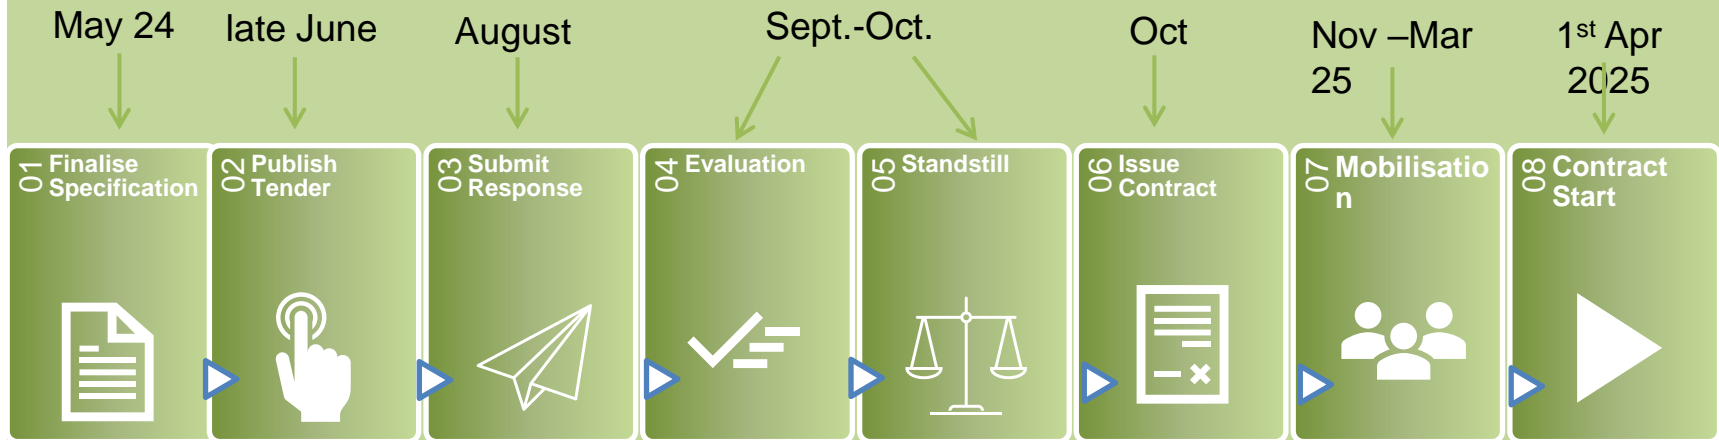 May 24
late June
August
Sept.-Oct.
Oct
Nov –Mar
25
1st Apr
2025
01
Finalise
Specification
02
Publish
Tender
03
Submit
Response
04
Evaluation
05
Standstill
06
Issue
Contract
07
Mobilisatio
n
08
Contract
Start